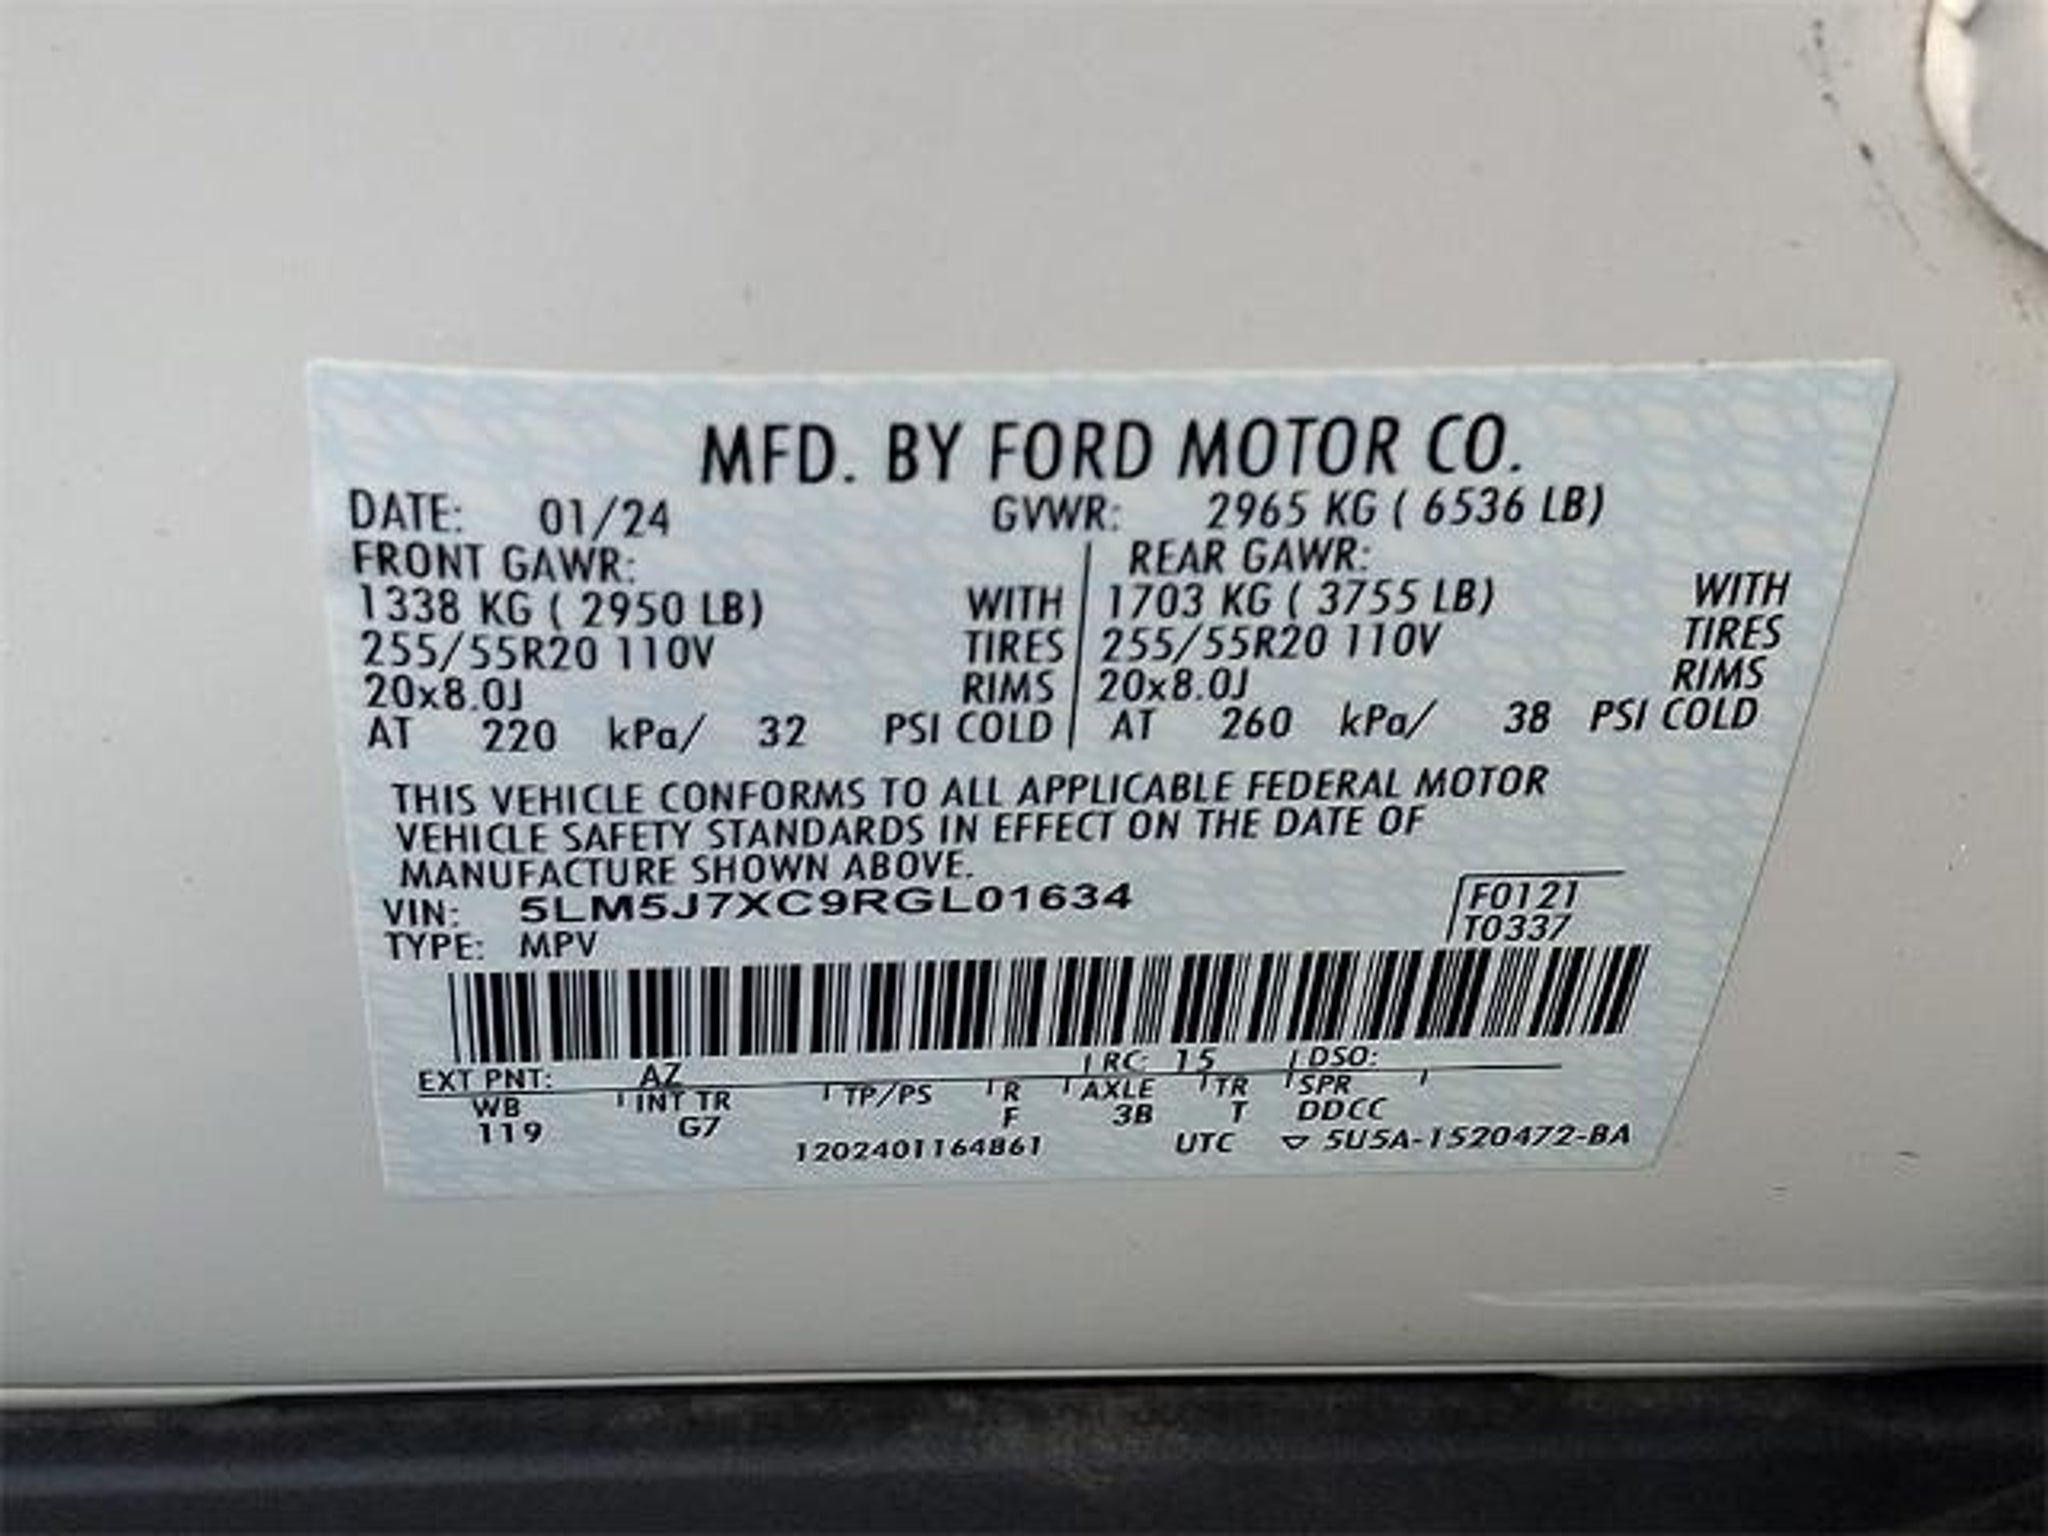 MFD. BY FORD MOTOR CO.
DATE: 01/24 GVWR: 2965 KG ( 6536 LB)
FRONT GAWR: REAR GAWR:
1338 KG ( 2950 LB) WITH 1703 KG ( 3755 LB) WITH
255/55R20 110V TIRES 255/55R20 110V TIRES
20x8.0J RIMS 20x8.0J RIMS
AT 220 kPa/ 32 PSI COLD AT 260 kPa/ 38 PSI COLD
THIS VEHICLE CONFORMS TO ALL APPLICABLE FEDERAL MOTOR
VEHICLE SAFETY STANDARDS IN EFFECT ON THE DATE OF
MANUFACTURE SHOWN ABOVE.
VIN: 5LM5J7XC9RGL01634 F0121
TYPE: MPV T0337
EXT PNT: AZ RC: 15 DSO:
WB INT TR TP/PS R AXLE TR SPR
119 G7 F 3B T DDCC
1202401164861 UTC ▽ 5U5A-1520472-BA